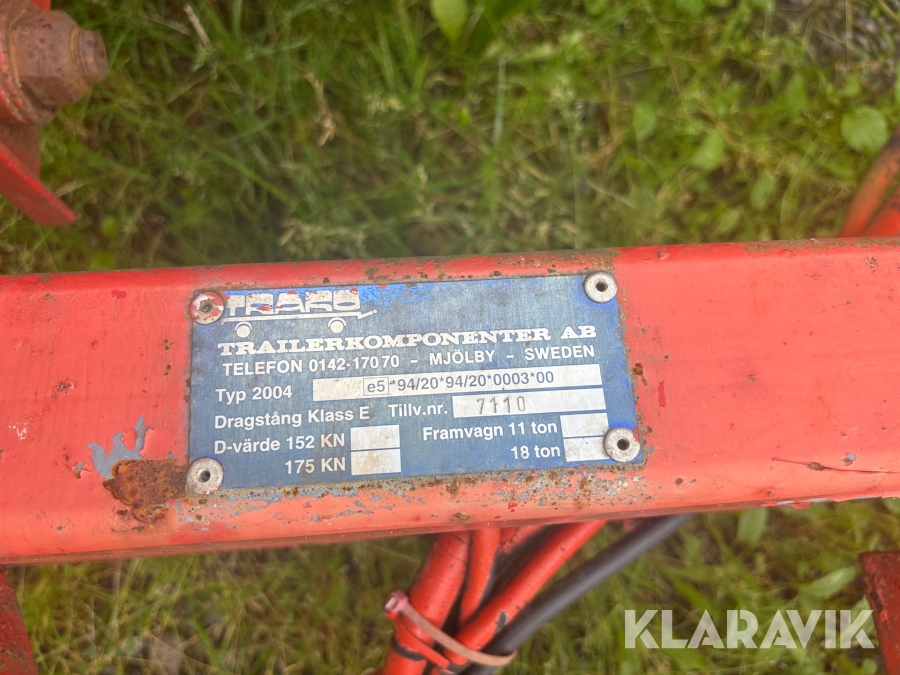 TRAKO
TRAILERKOMPONENTER AB
TELEFON 0142-17070 - MJÖLBY - SWEDEN
Typ 2004 e5*94/20*94/20*0003*00
Dragstång Klass E Tillv.nr. 7110
D-värde 152 KN Framvagn 11 ton
175 KN 18 ton
KLARAVIK